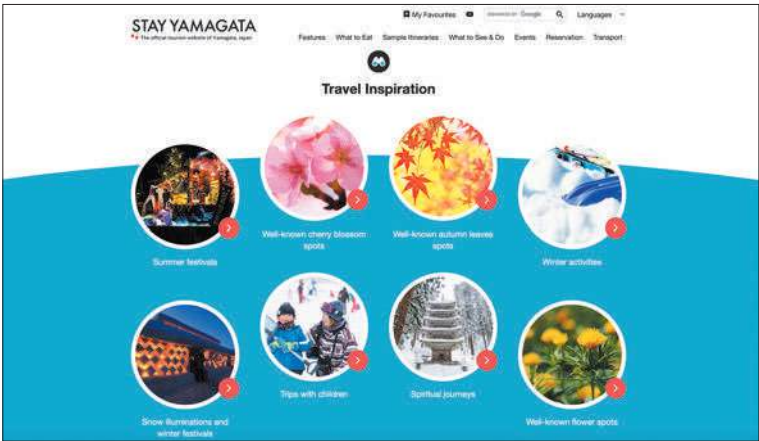 My Favourites
Google
Languages
STAY YAMAGATA
The official tourism website of Yamagata, Japan
Features What to Eat Sample Itineraries What to See & Do Events Reservation Transport
Travel Inspiration
Summer festivals
Well-known cherry blossom
spots
Well-known autumn leaves
spots
Winter activities
Snow illuminations and
winter festivals
Trips with children
Spiritual journeys
Well-known flower spots